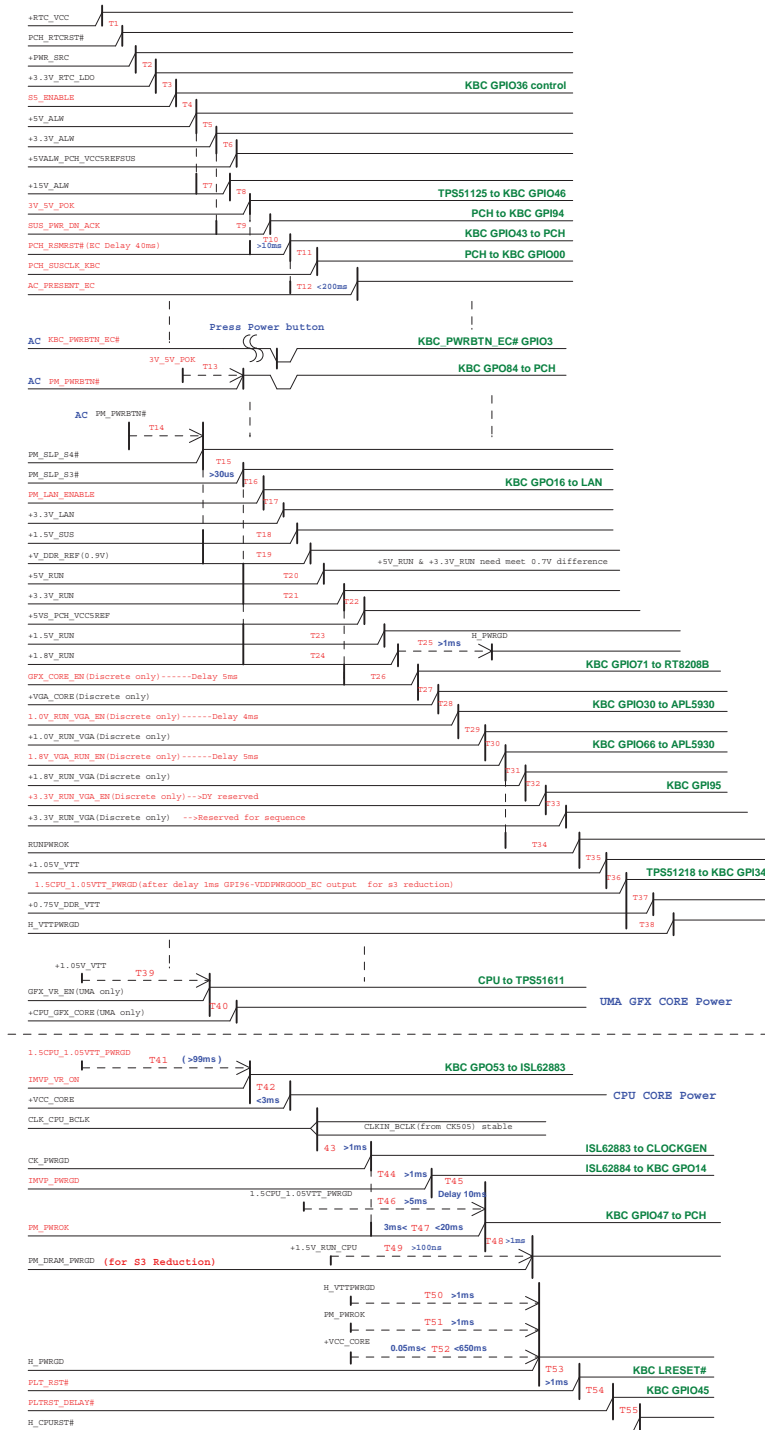 +RTC_VCC
T1
PCH_RTCRST#
+PWR_SRC
T2
+3.3V_RTC_LDO
T3
KBC GPIO36 control
S5_ENABLE
T4
+5V_ALW
T5
+3.3V_ALW
T6
+5VALW_PCH_VCC5REFSUS
+15V_ALW
T7
T8
TPS51125 to KBC GPIO46
3V_5V_POK
PCH to KBC GPI94
SUS_PWR_DN_ACK
T9
T10
KBC GPIO43 to PCH
PCH_RSMRST#(EC Delay 40ms)
>10ms
T11
PCH to KBC GPIO00
PCH_SUSCLK_KBC
AC_PRESENT_EC
T12 <200ms
Press Power button
AC KBC_PWRBTN_EC#
KBC_PWRBTN_EC# GPIO3
3V_5V_POK
T13
KBC GPO84 to PCH
AC PM_PWRBTN#
AC PM_PWRBTN#
T14
PM_SLP_S4#
T15
PM_SLP_S3#
>30us
T16
KBC GPO16 to LAN
PM_LAN_ENABLE
T17
+3.3V_LAN
+1.5V_SUS
T18
+V_DDR_REF(0.9V)
T19
+5V_RUN & +3.3V_RUN need meet 0.7V difference
+5V_RUN
T20
+3.3V_RUN
T21
T22
+5VS_PCH_VCC5REF
+1.5V_RUN
T23
T25 >1ms
H_PWRGD
+1.8V_RUN
T24
KBC GPIO71 to RT8208B
GFX_CORE_EN(Discrete only)------Delay 5ms
T26
T27
+VGA_CORE(Discrete only)
T28
KBC GPIO30 to APL5930
1.0V_RUN_VGA_EN(Discrete only)------Delay 4ms
T29
+1.0V_RUN_VGA(Discrete only)
T30
KBC GPIO66 to APL5930
1.8V_VGA_RUN_EN(Discrete only)------Delay 5ms
T31
+1.8V_RUN_VGA(Discrete only)
T32
KBC GPI95
+3.3V_RUN_VGA_EN(Discrete only)-->DY reserved
T33
+3.3V_RUN_VGA(Discrete only) -->Reserved for sequence
RUNPWROK
T34
+1.05V_VTT
T35
TPS51218 to KBC GPI34
T36
1.5CPU_1.05VTT_PWRGD(after delay 1ms GPI96-VDDPWRGOOD_EC output for s3 reduction)
+0.75V_DDR_VTT
T37
H_VTTPWRGD
T38
+1.05V_VTT
T39
CPU to TPS51611
GFX_VR_EN(UMA only)
T40
UMA GFX CORE Power
+CPU_GFX_CORE(UMA only)
1.5CPU_1.05VTT_PWRGD
T41 (>99ms)
KBC GPO53 to ISL62883
IMVP_VR_ON
T42
+VCC_CORE
<3ms
CPU CORE Power
CLK_CPU_BCLK
CLKIN_BCLK(from CK505) stable
43 >1ms
ISL62883 to CLOCKGEN
CK_PWRGD
T44 >1ms
T45
ISL62884 to KBC GPO14
IMVP_PWRGD
1.5CPU_1.05VTT_PWRGD
T46 >5ms
Delay 10ms
KBC GPIO47 to PCH
PM_PWROK
3ms< T47 <20ms
T48 >1ms
+1.5V_RUN_CPU
T49 >100ns
PM_DRAM_PWRGD (for S3 Reduction)
H_VTTPWRGD
T50 >1ms
PM_PWROK
T51 >1ms
+VCC_CORE
0.05ms< T52 <650ms
H_PWRGD
T53
KBC LRESET#
PLT_RST#
>1ms
T54
KBC GPIO45
PLTRST_DELAY#
T55
H_CPURST#